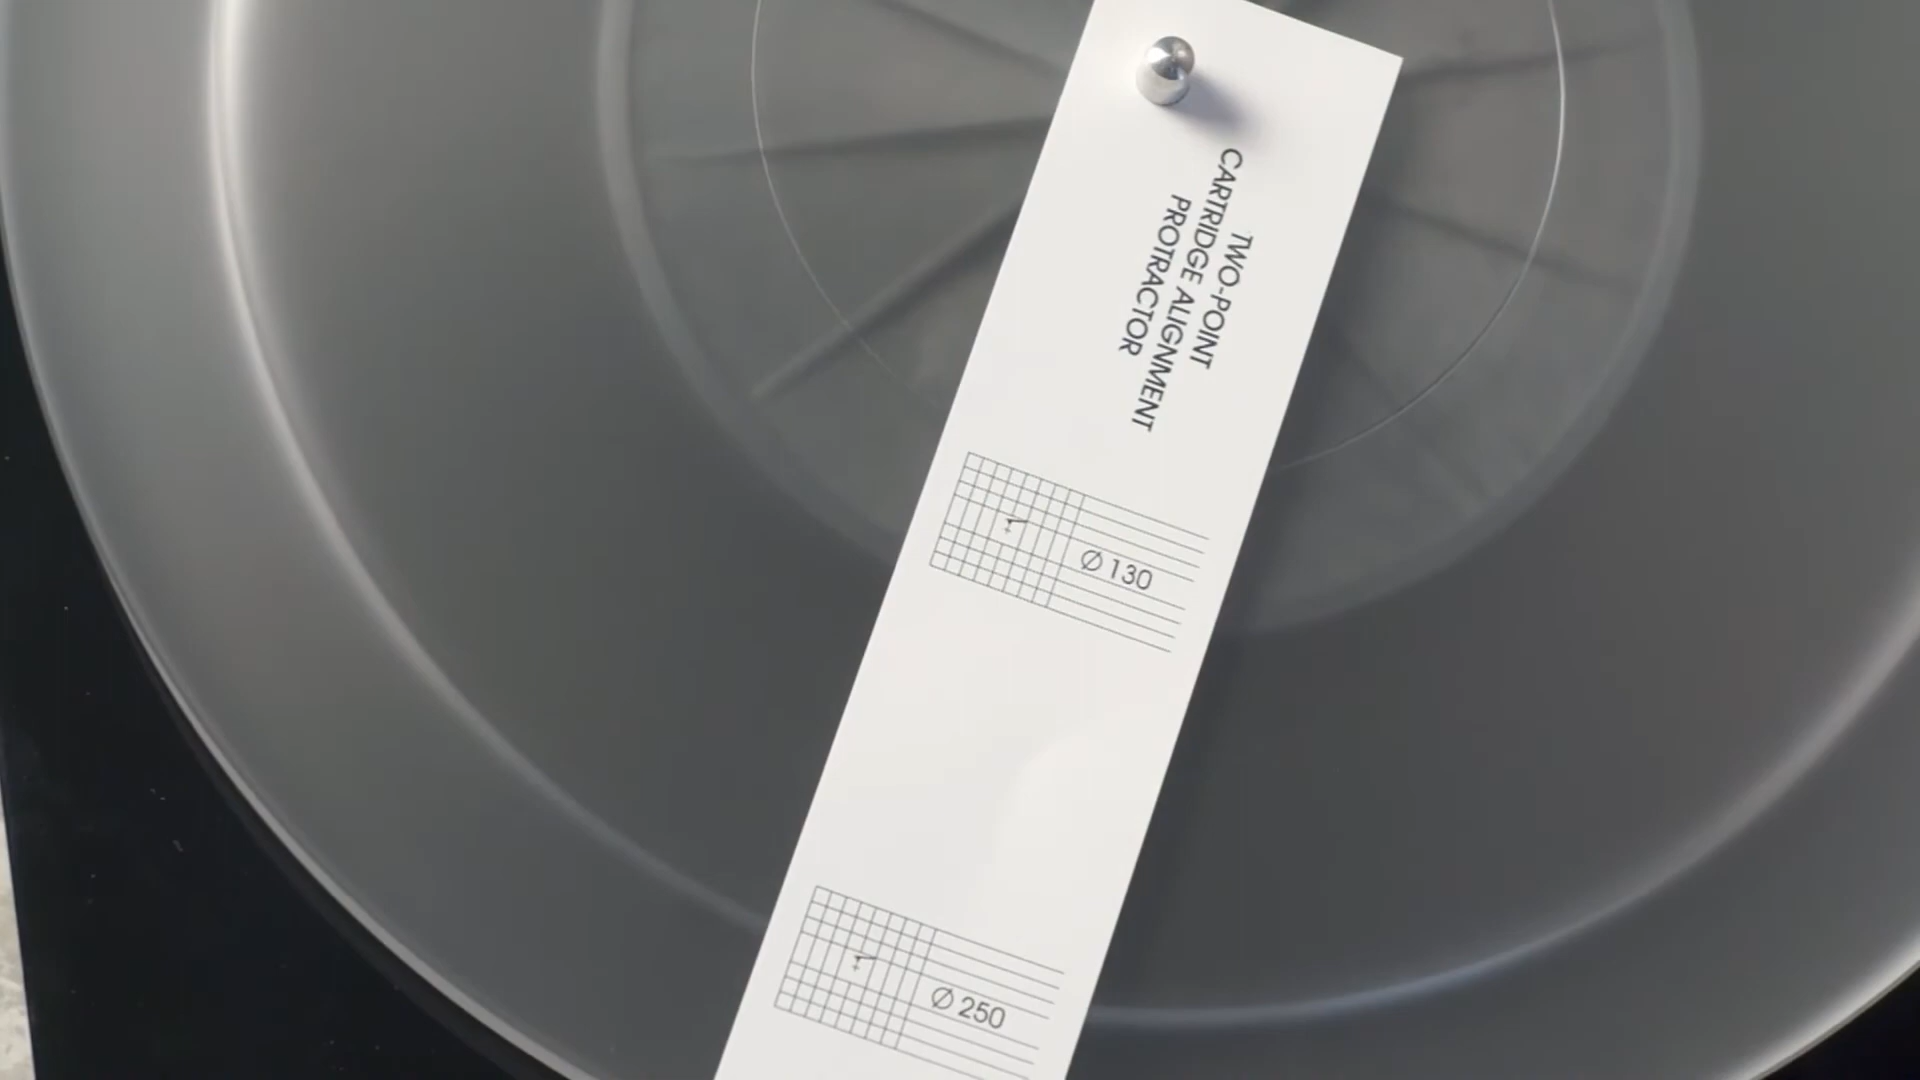 TWO-POINT
CARTRIDGE ALIGNMENT
PROTRACTOR
Ø 130
Ø 250